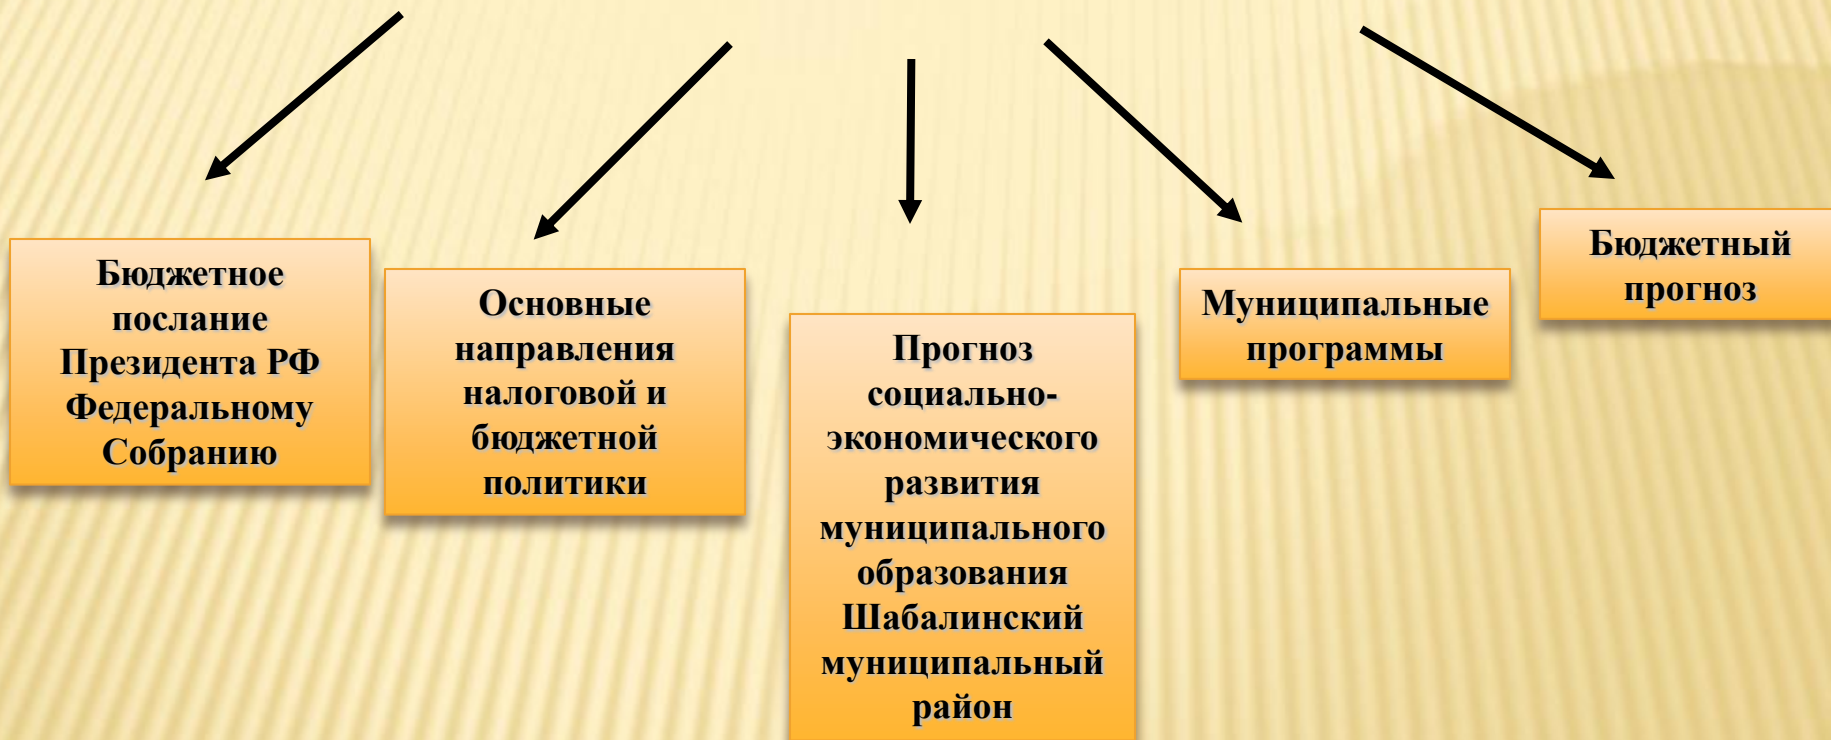 Бюджетное
послание
Президента РФ
Федеральному
Собранию
Основные
направления
налоговой и
бюджетной
политики
Прогноз
социально-
экономического
развития
муниципального
образования
Шабалинский
муниципальный
район
Муниципальные
программы
Бюджетный
прогноз